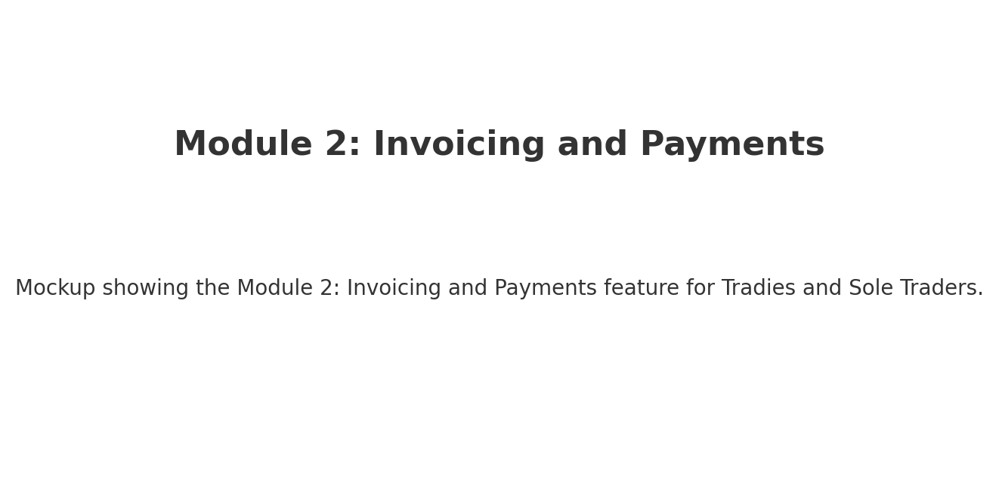 Module 2: Invoicing and Payments
Mockup showing the Module 2: Invoicing and Payments feature for Tradies and Sole Traders.